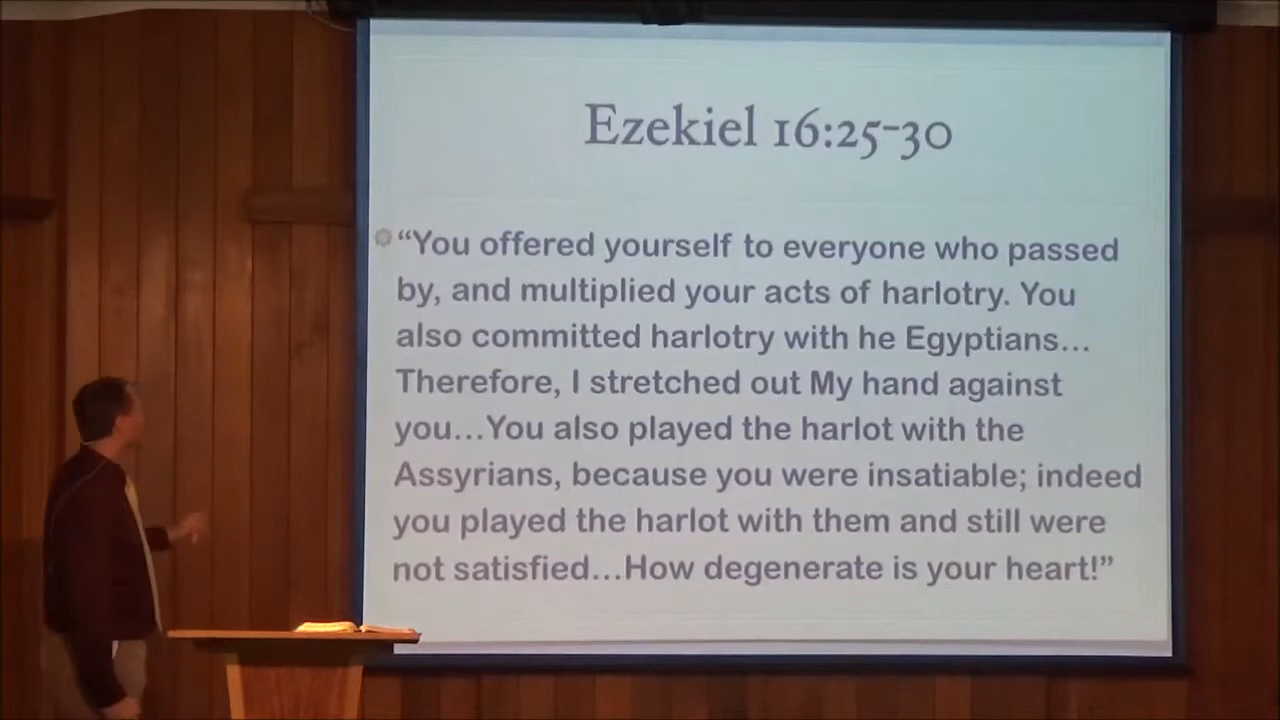 Ezekiel 16:25-30
“You offered yourself to everyone who passed
by, and multiplied your acts of harlotry. You
also committed harlotry with he Egyptians...
Therefore, I stretched out My hand against
you...You also played the harlot with the
Assyrians, because you were insatiable; indeed
you played the harlot with them and still were
not satisfied...How degenerate is your heart!”